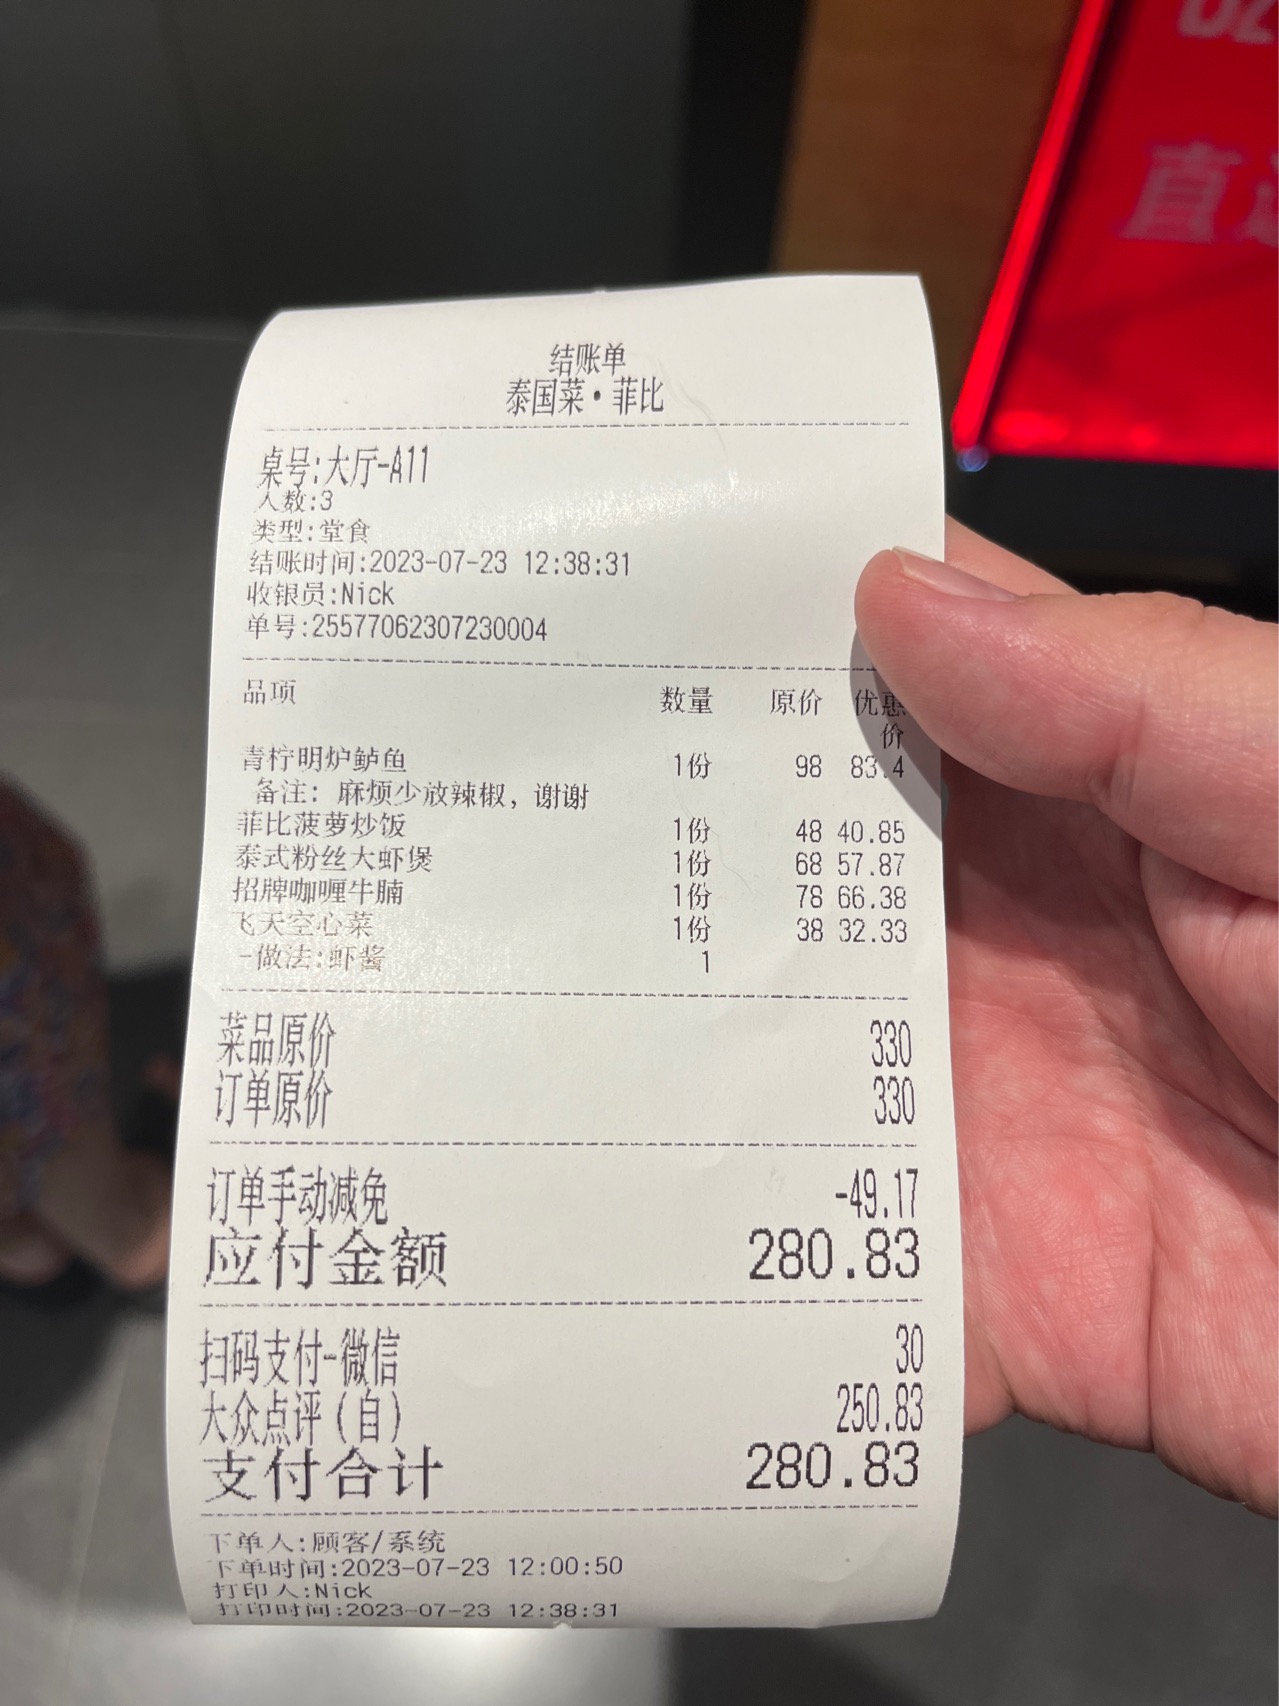 直
结账单
泰国菜·菲比
桌号:大厅-A11
人数:3
类型:堂食
结账时间:2023-07-23 12:38:31
收银员:Nick
单号:25577062307230004
品项 数量 原价 优惠价
青柠明炉鲈鱼 1份 98 83.4
备注: 麻烦少放辣椒, 谢谢
菲比菠萝炒饭 1份 48 40.85
泰式粉丝大虾煲 1份 68 57.87
招牌咖喱牛腩 1份 78 66.38
飞天空心菜 1份 38 32.33
-做法:虾酱 1
菜品原价 330
订单原价 330
订单手动减免 -49.17
应付金额 280.83
扫码支付-微信 30
大众点评(自) 250.83
支付合计 280.83
下单人:顾客/系统
下单时间:2023-07-23 12:00:50
打印人:Nick
打印时间:2023-07-23 12:38:31